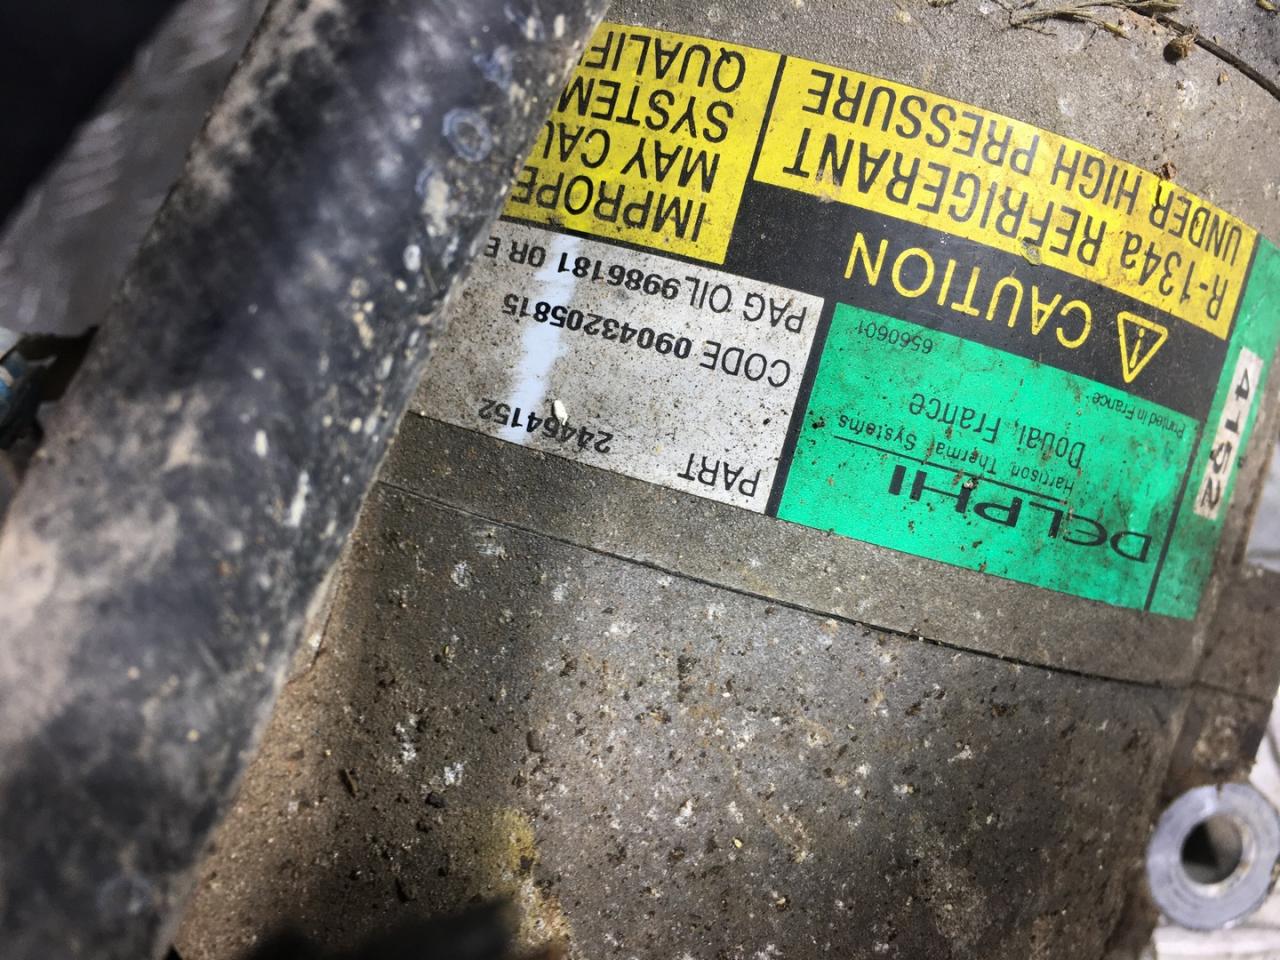 4152
DELPHI
Harrison Thermal Systems
Douai, France
Printed in France
6560601
PART
24464152
CODE 09043205815
PAG OIL 9986181 OR
CAUTION
R-134a REFRIGERANT
UNDER HIGH PRESSURE
IMPROPE
MAY CAU
SYSTEM
QUALIF